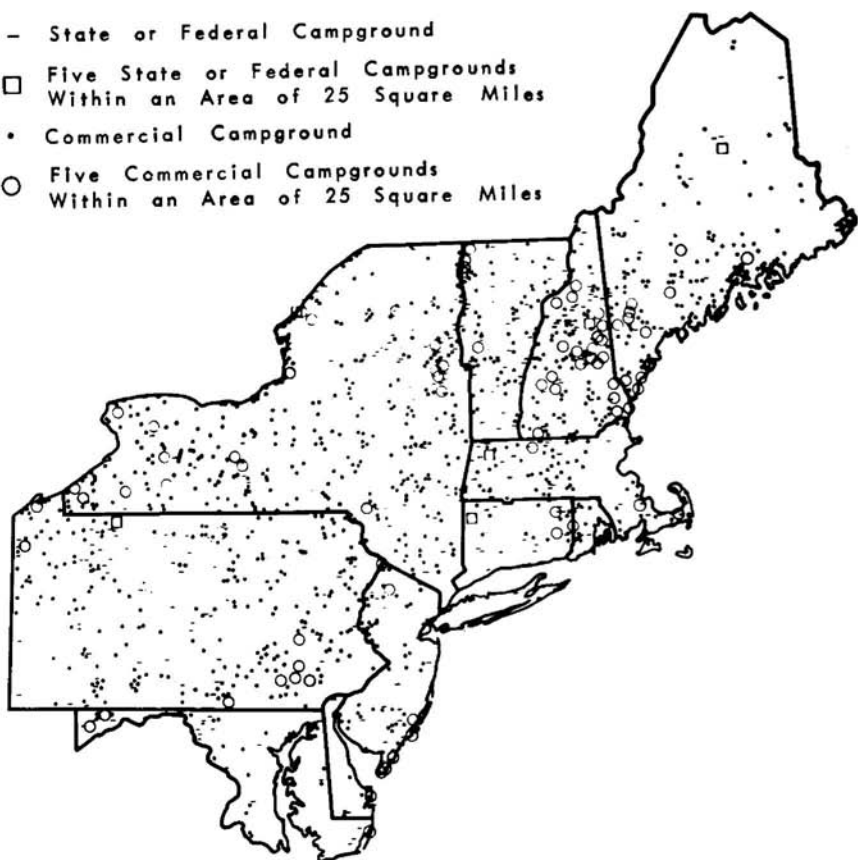 – State or Federal Campground
Five State or Federal Campgrounds
Within an Area of 25 Square Miles
• Commercial Campground
Five Commercial Campgrounds
Within an Area of 25 Square Miles